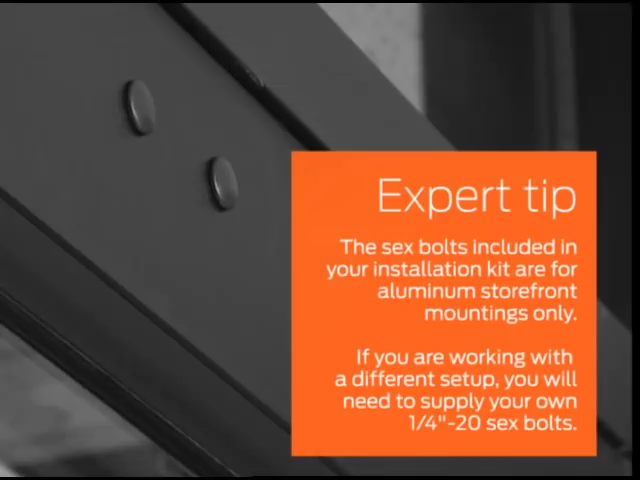 Expert tip
The sex bolts included in
your installation kit are for
aluminum storefront
mountings only.
If you are working with
a different setup, you will
need to supply your own
1/4"-20 sex bolts.